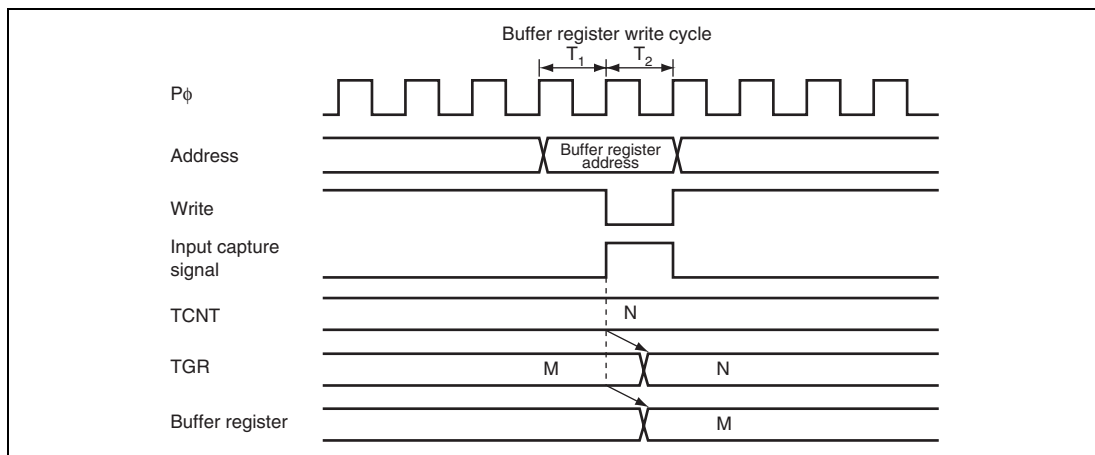 Buffer register write cycle
T1 T2
Pφ
Address
Buffer register
address
Write
Input capture
signal
TCNT
N
TGR
M
N
Buffer register
M